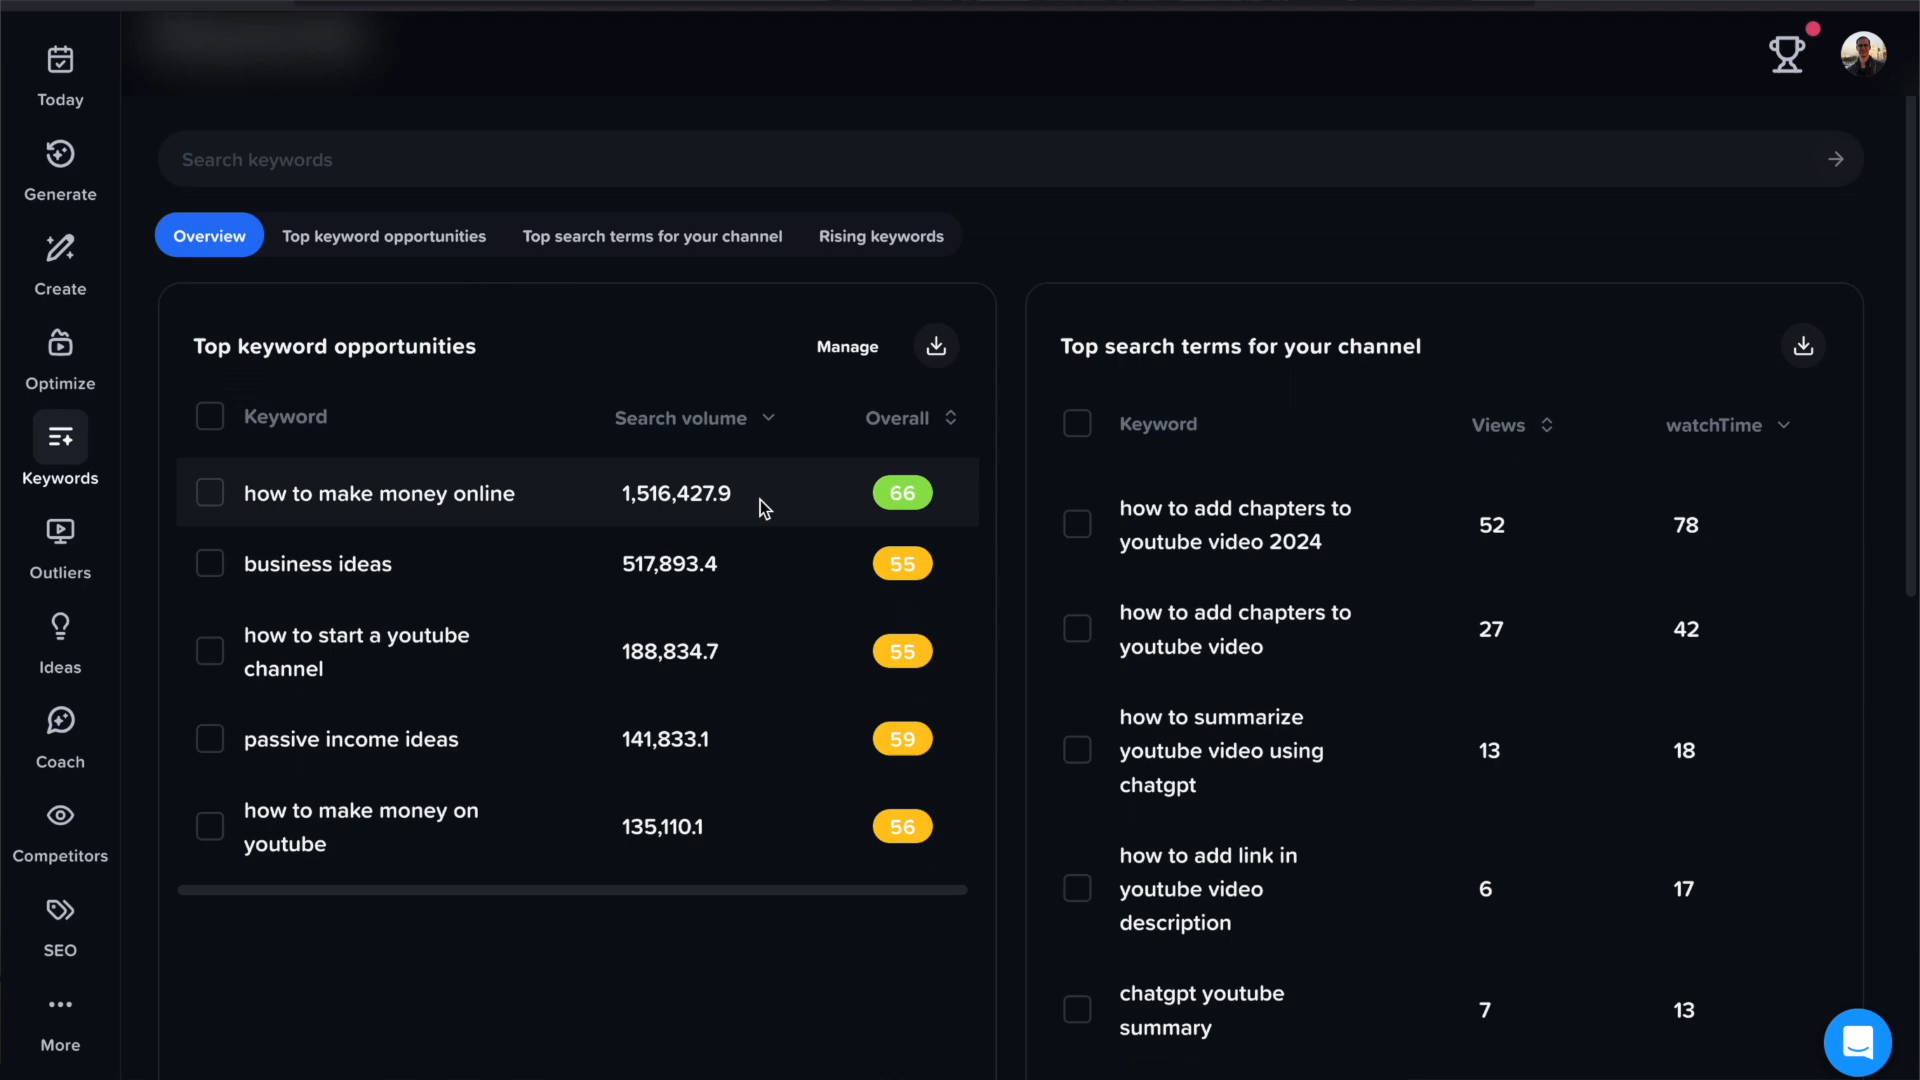 Today
Generate
Create
Optimize
Keywords
Outliers
Ideas
Coach
Competitors
SEO
More
Search keywords
Overview
Top keyword opportunities
Top search terms for your channel
Rising keywords
Top keyword opportunities
Manage
Keyword
Search volume
Overall
how to make money online
1,516,427.9
66
business ideas
517,893.4
55
how to start a youtube
channel
188,834.7
55
passive income ideas
141,833.1
59
how to make money on
youtube
135,110.1
56
Top search terms for your channel
Keyword
Views
watchTime
how to add chapters to
youtube video 2024
52
78
how to add chapters to
youtube video
27
42
how to summarize
youtube video using
chatgpt
13
18
how to add link in
youtube video
description
6
17
chatgpt youtube
summary
7
13